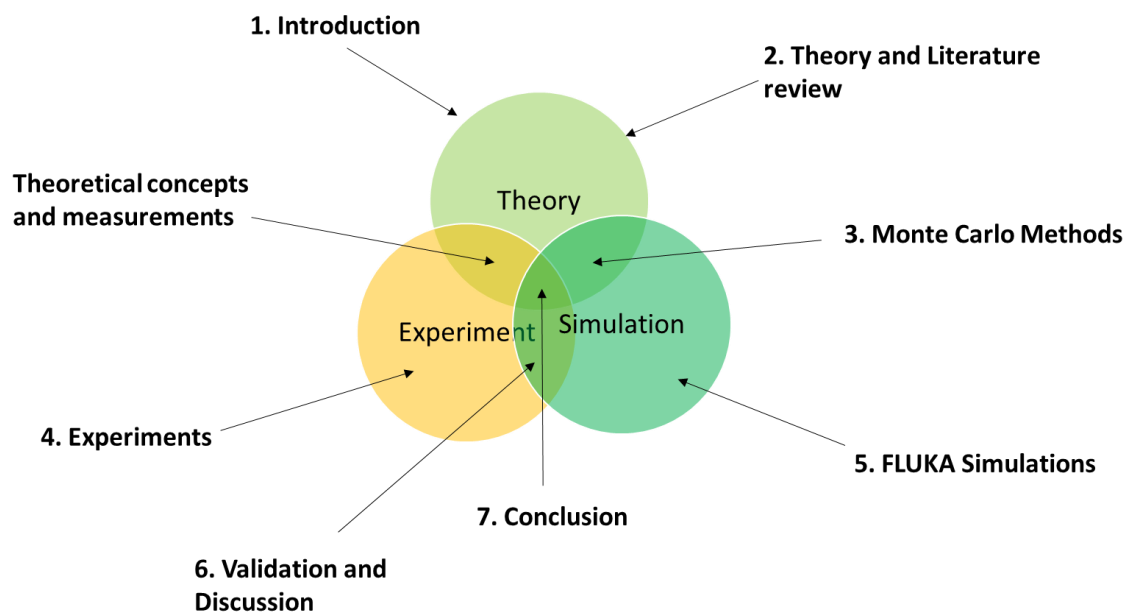 1. Introduction
2. Theory and Literature
review
Theoretical concepts
and measurements
Theory
3. Monte Carlo Methods
Experiment
Simulation
4. Experiments
5. FLUKA Simulations
7. Conclusion
6. Validation and
Discussion